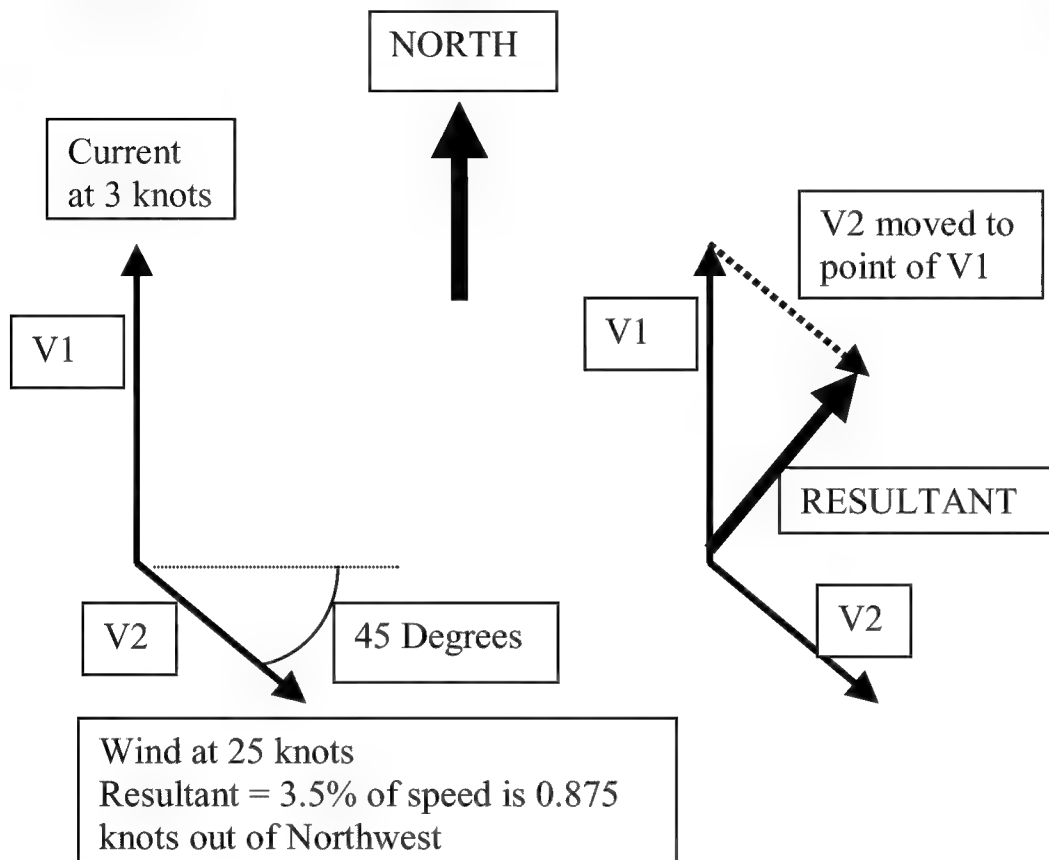 NORTH
Current
at 3 knots
V2 moved to
point of V1
V1
V1
RESULTANT
V2
45 Degrees
V2
Wind at 25 knots
Resultant = 3.5% of speed is 0.875
knots out of Northwest